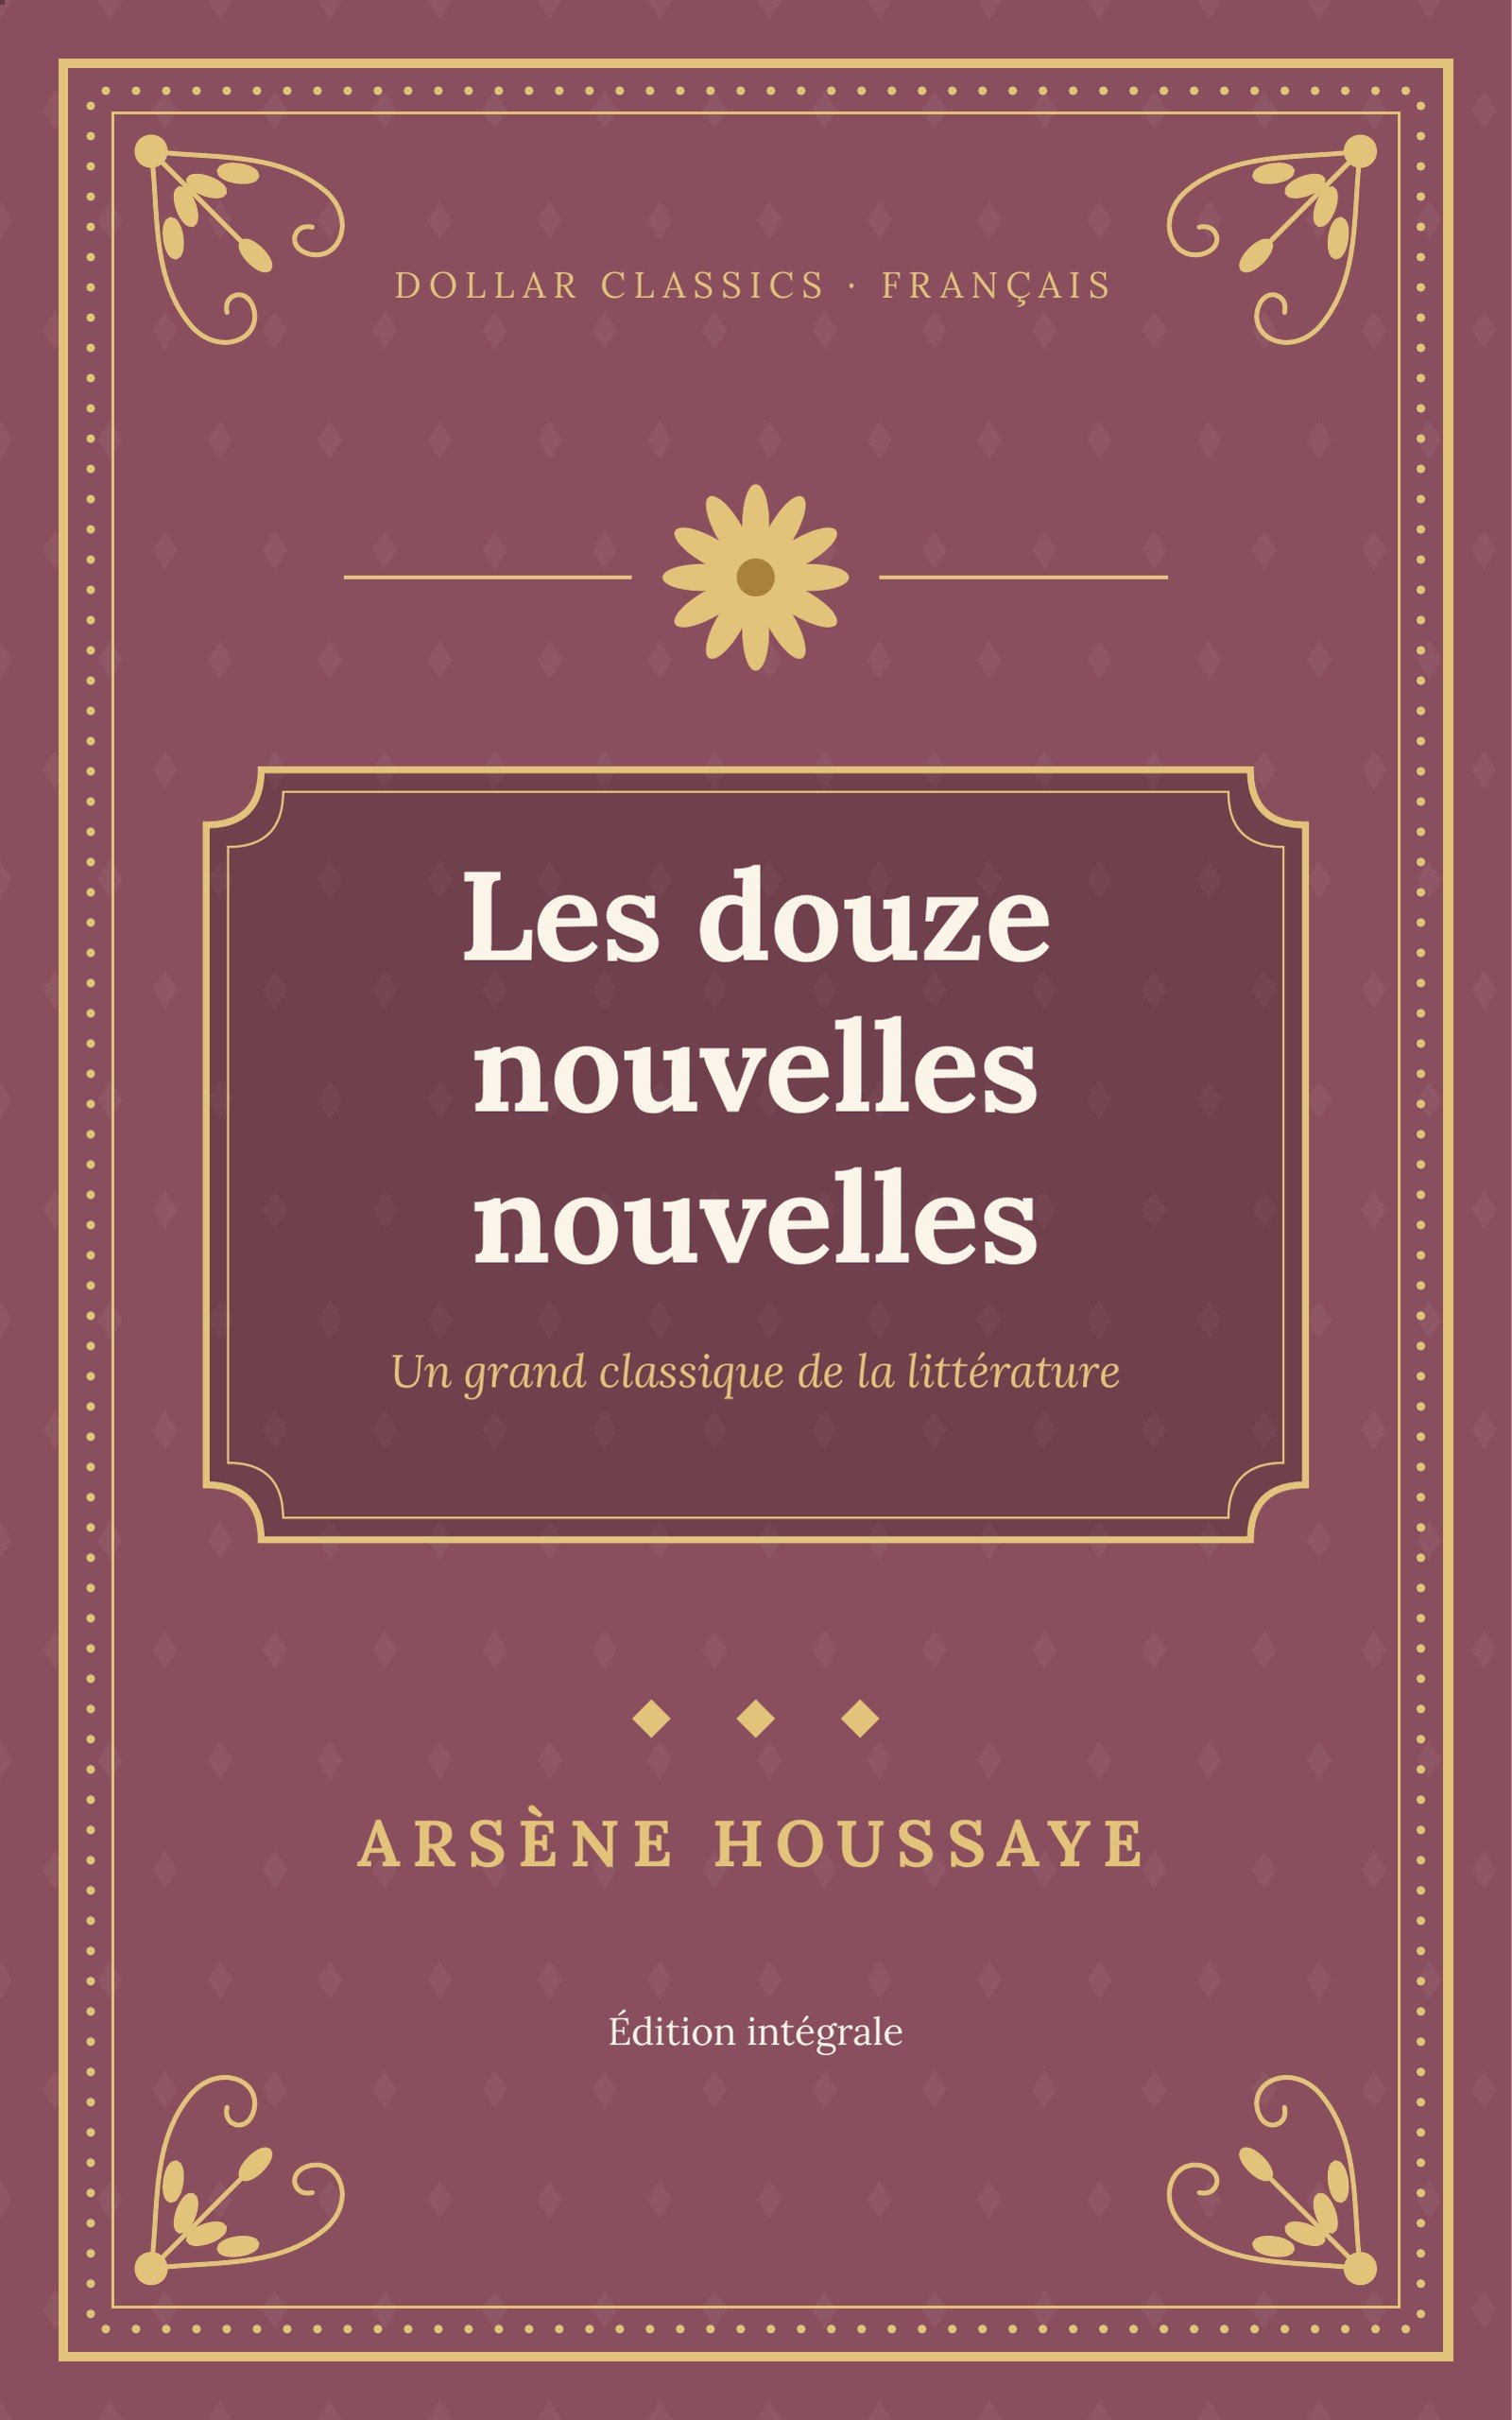 DOLLAR CLASSICS · FRANÇAIS
Les douze
nouvelles
nouvelles
Un grand classique de la littérature
ARSÈNE HOUSSAYE
Édition intégrale